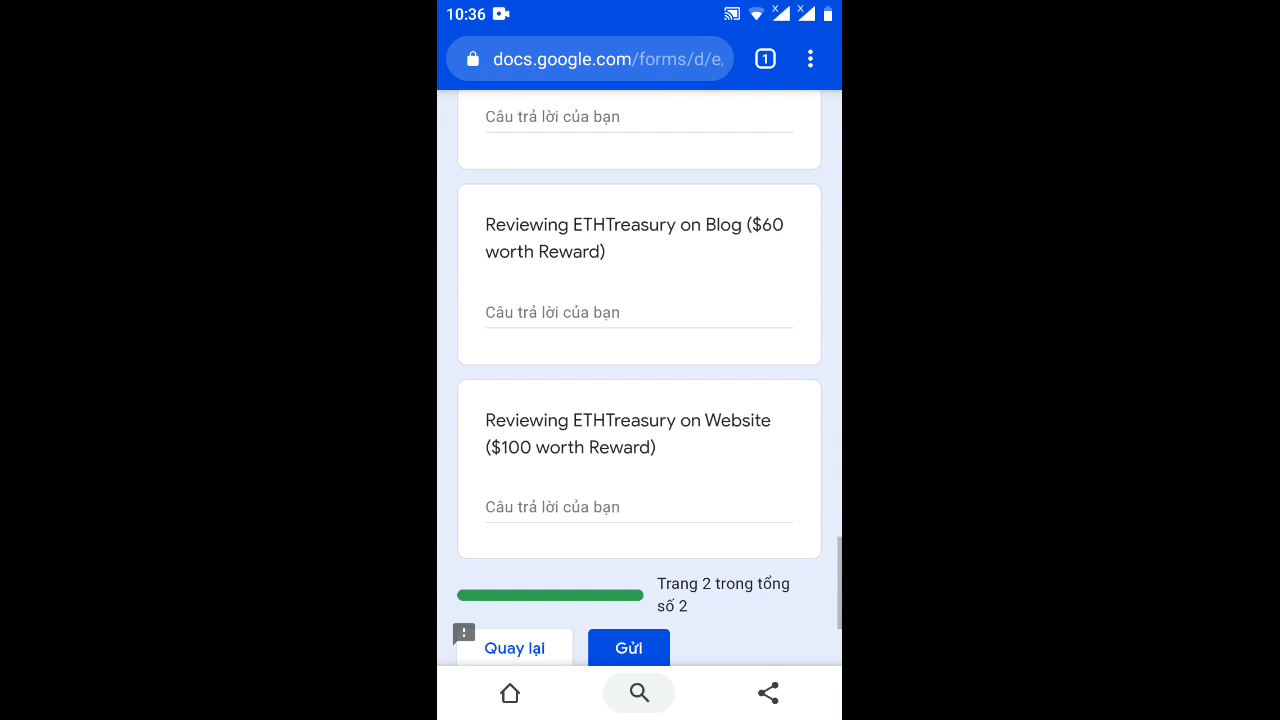 10:36
docs.google.com/forms/d/e,
1
Câu trả lời của bạn
Reviewing ETHTreasury on Blog ($60
worth Reward)
Câu trả lời của bạn
Reviewing ETHTreasury on Website
($100 worth Reward)
Câu trả lời của bạn
Trang 2 trong tổng
số 2
Quay lại
Gửi